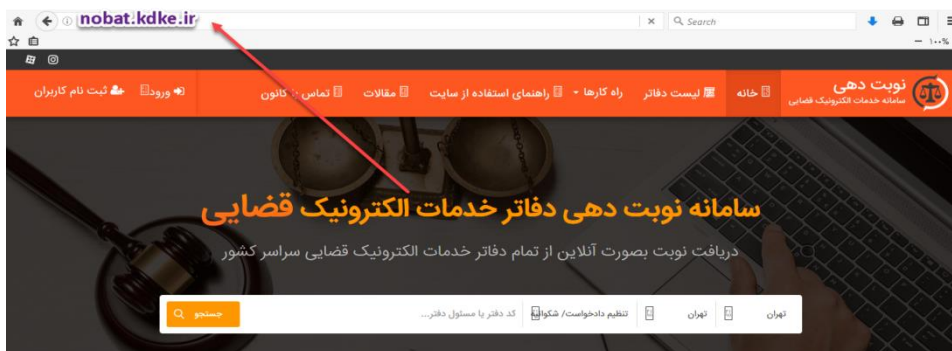 nobat.kdke.ir
Search
۱۰۰%
نوبت دهی
سامانه خدمات الکترونیک قضایی
خانه
لیست دفاتر
راه کارها
راهنمای استفاده از سایت
مقالات
تماس با کانون
ورود
ثبت نام کاربران
سامانه نوبت دهی دفاتر خدمات الکترونیک قضایی
دریافت نوبت بصورت آنلاین از تمام دفاتر خدمات الکترونیک قضایی سراسر کشور
تهران
تهران
تنظیم دادخواست/ شکوائیه
کد دفتر یا مسئول دفتر...
جستجو